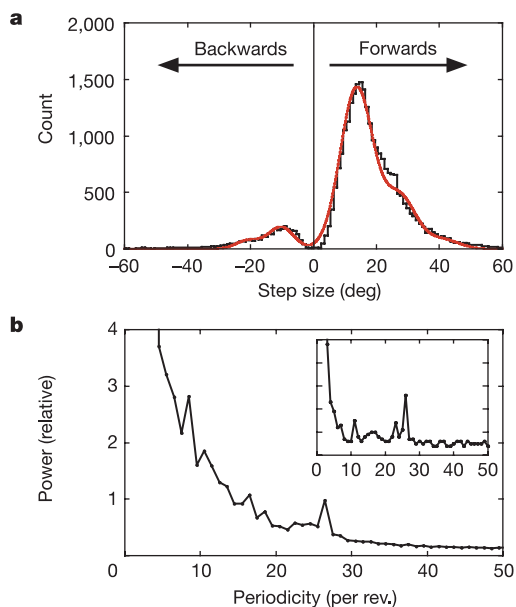 a
2,000
1,500
1,000
500
0
Count
Backwards
Forwards
−60 −40 −20 0 20 40 60
Step size (deg)
b
4
3
2
1
Power (relative)
0 10 20 30 40 50
0 10 20 30 40 50
Periodicity (per rev.)